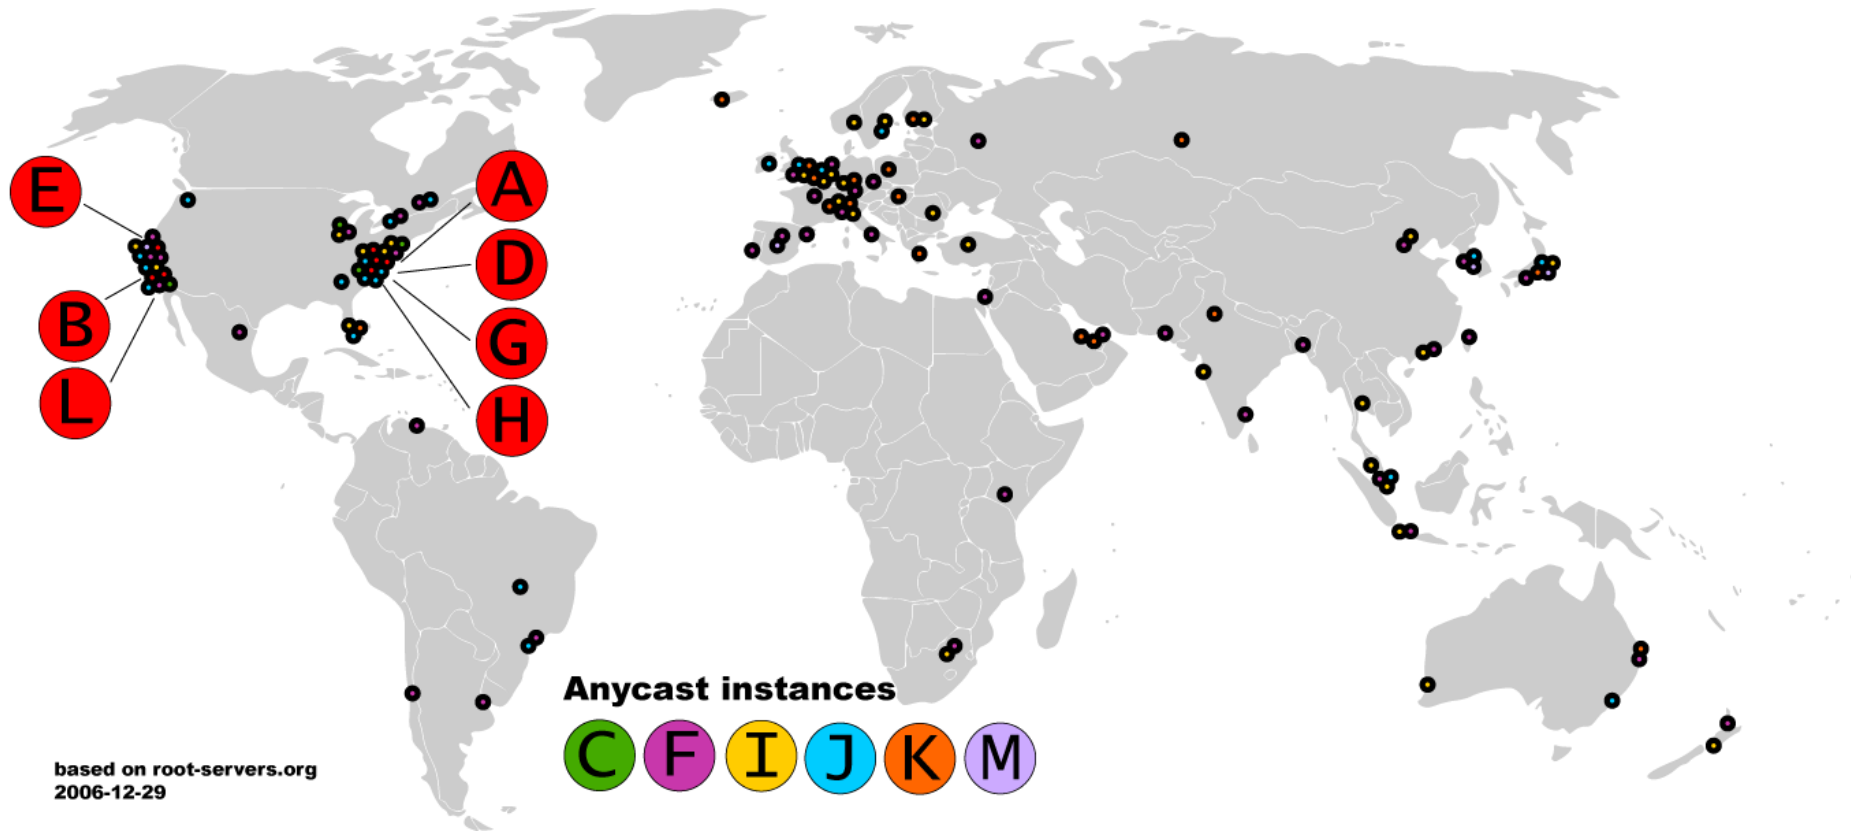 E
B
L
A
D
G
H
Anycast instances
C F I J K M
based on root-servers.org
2006-12-29